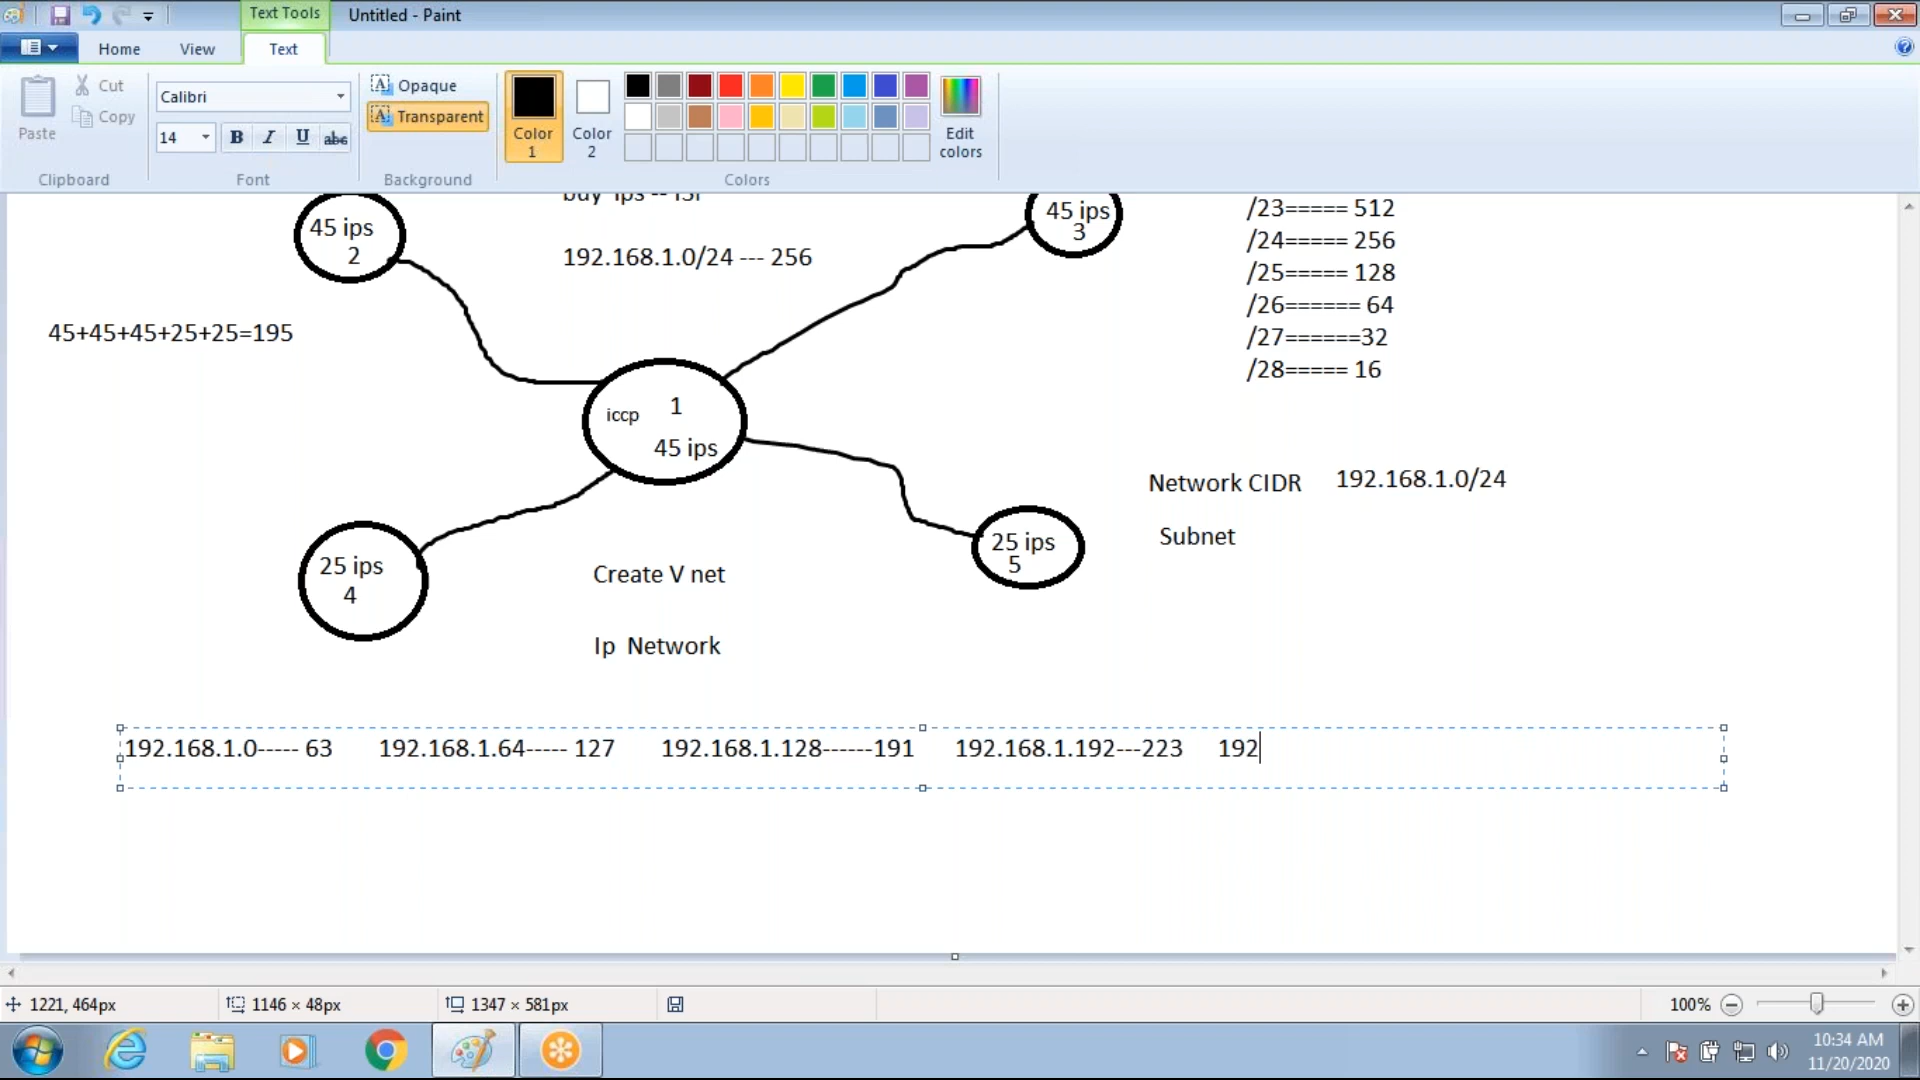 Text Tools
Untitled - Paint
Home
View
Text
Paste
Cut
Copy
Clipboard
Calibri
14
B I U abc
Font
Opaque
Transparent
Background
Color 1
Color 2
Edit colors
Colors
buy ips -- ISP
45 ips
2
45 ips
3
192.168.1.0/24 --- 256
/23===== 512
/24===== 256
/25===== 128
/26====== 64
/27======32
/28===== 16
45+45+45+25+25=195
iccp
1
45 ips
Network CIDR 192.168.1.0/24
Subnet
25 ips
4
25 ips
5
Create V net
Ip Network
192.168.1.0----- 63 192.168.1.64----- 127 192.168.1.128------191 192.168.1.192---223 192
1221, 464px
1146 × 48px
1347 × 581px
100%
10:34 AM
11/20/2020